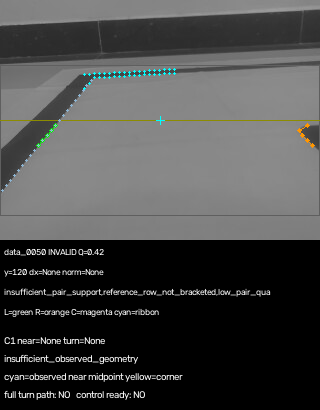 data_0050 INVALID Q=0.42
y=120 dx=None norm=None
insufficient_pair_support,reference_row_not_bracketed,low_pair_qua
L=green R=orange C=magenta cyan=ribbon
C1 near=None turn=None
insufficient_observed_geometry
cyan=observed near midpoint yellow=corner
full turn path: NO control ready: NO